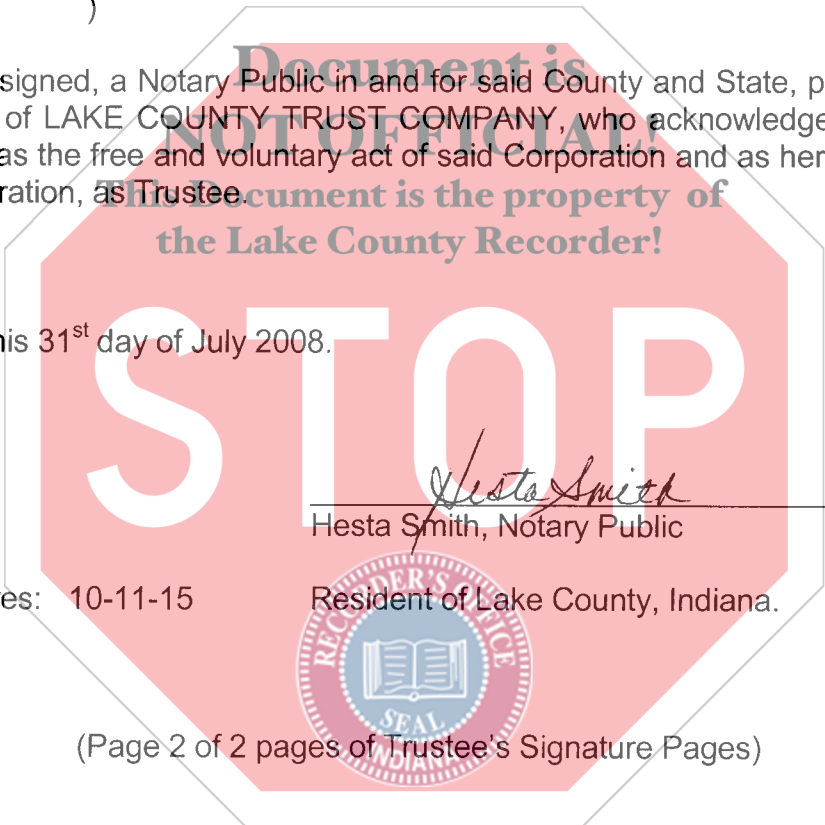 )
Document is
signed, a Notary Public in and for said County and State, p
NOT OFFICIAL!
of LAKE COUNTY TRUST COMPANY, who acknowledge
as the free and voluntary act of said Corporation and as her
ration, as Trustee.
This Document is the property of
the Lake County Recorder!
STOP
his 31st day of July 2008.
Hesta Smith
Hesta Smith, Notary Public
es: 10-11-15
Resident of Lake County, Indiana.
RECORDER'S OFFICE
SEAL
INDIANA
(Page 2 of 2 pages of Trustee's Signature Pages)